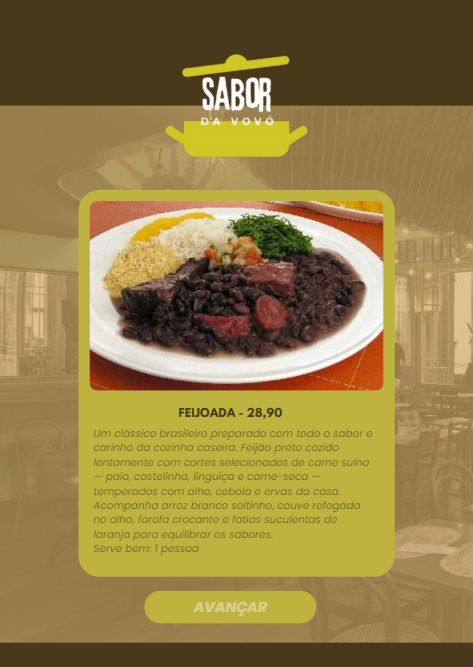 SABOR
DA VOVÓ
FEIJOADA - 28,90
Um clássico brasileiro preparado com todo o sabor e
carinho da cozinha caseira. Feijão preto cozido
lentamente com cortes selecionados de carne suína
— paio, costelinha, linguiça e carne-seca —
temperados com alho, cebola e ervas da casa.
Acompanha arroz branco soltinho, couve refogada
no alho, farofa crocante e fatias suculentas de
laranja para equilibrar os sabores.
Serve bem: 1 pessoa
AVANÇAR